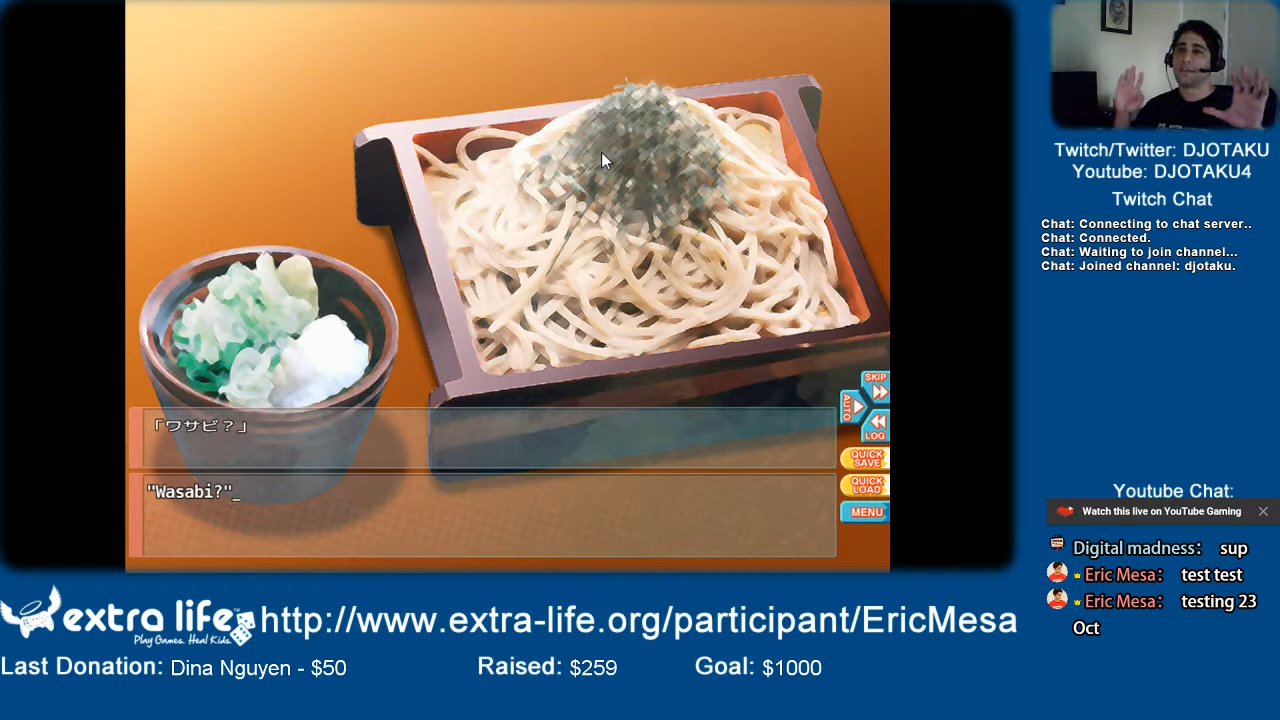 「ワサビ？」
"Wasabi?"_
SKIP
AUTO
LOG
QUICK
SAVE
QUICK
LOAD
MENU
Twitch/Twitter: DJOTAKU
Youtube: DJOTAKU4
Twitch Chat
Chat: Connecting to chat server..
Chat: Connected.
Chat: Waiting to join channel...
Chat: Joined channel: djotaku.
Youtube Chat:
Watch this live on YouTube Gaming
Digital madness: sup
Eric Mesa: test test
Eric Mesa: testing 23
Oct
extra life
Play Games. Heal Kids.
http://www.extra-life.org/participant/EricMesa
Last Donation: Dina Nguyen - $50
Raised: $259
Goal: $1000